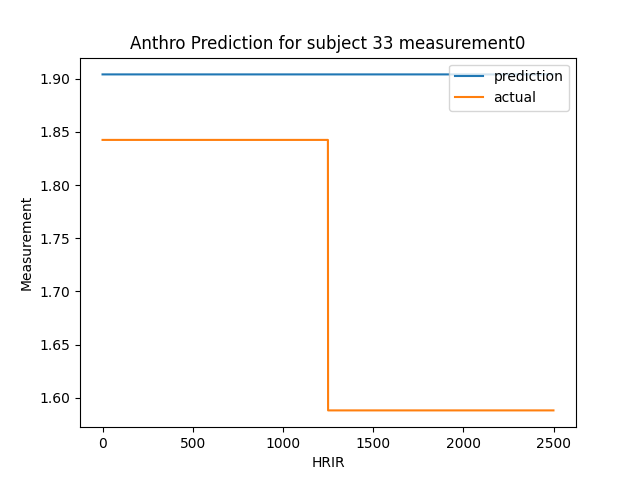 Anthro Prediction for subject 33 measurement0
prediction
actual
1.90
1.85
1.80
1.75
1.70
1.65
1.60
Measurement
0 500 1000 1500 2000 2500
HRIR